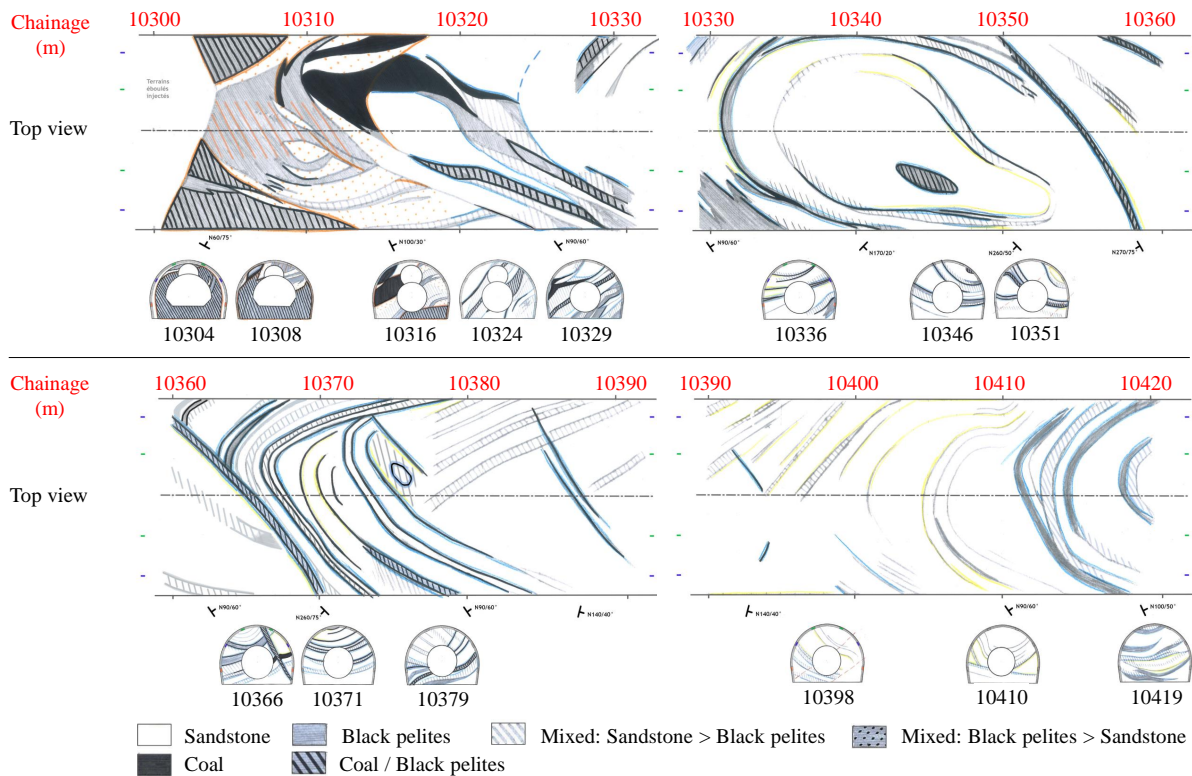 Chainage (m) 10300 10310 10320 10330 10330 10340 10350 10360
Terrains
éboulés
injectés
Top view
N60/75° N100/30° N90/60° N90/60° N170/20° N260/50 N270/75°
10304 10308 10316 10324 10329 10336 10346 10351
Chainage (m) 10360 10370 10380 10390 10390 10400 10410 10420
Top view
N90/60° N260/75° N90/60° N140/40° N140/40° N90/60° N100/50°
10366 10371 10379 10398 10410 10419
Sandstone Black pelites Mixed: Sandstone > Black pelites Mixed: Black pelites > Sandstone
Coal Coal / Black pelites